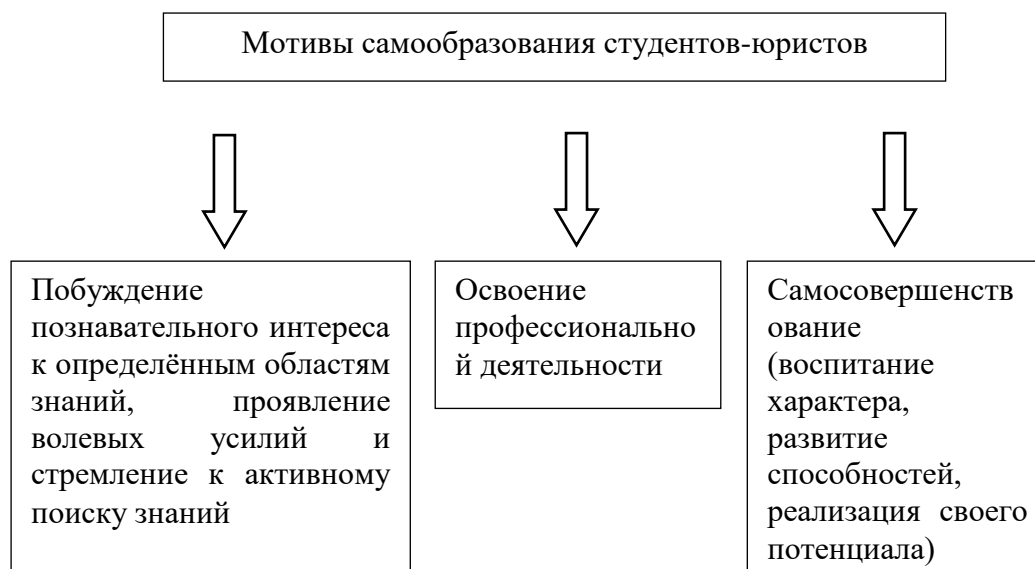 Мотивы самообразования студентов-юристов
Побуждение
познавательного интереса
к определённым областям
знаний, проявление
волевых усилий и
стремление к активному
поиску знаний
Освоение
профессионально
й деятельности
Самосовершенств
ование
(воспитание
характера,
развитие
способностей,
реализация своего
потенциала)